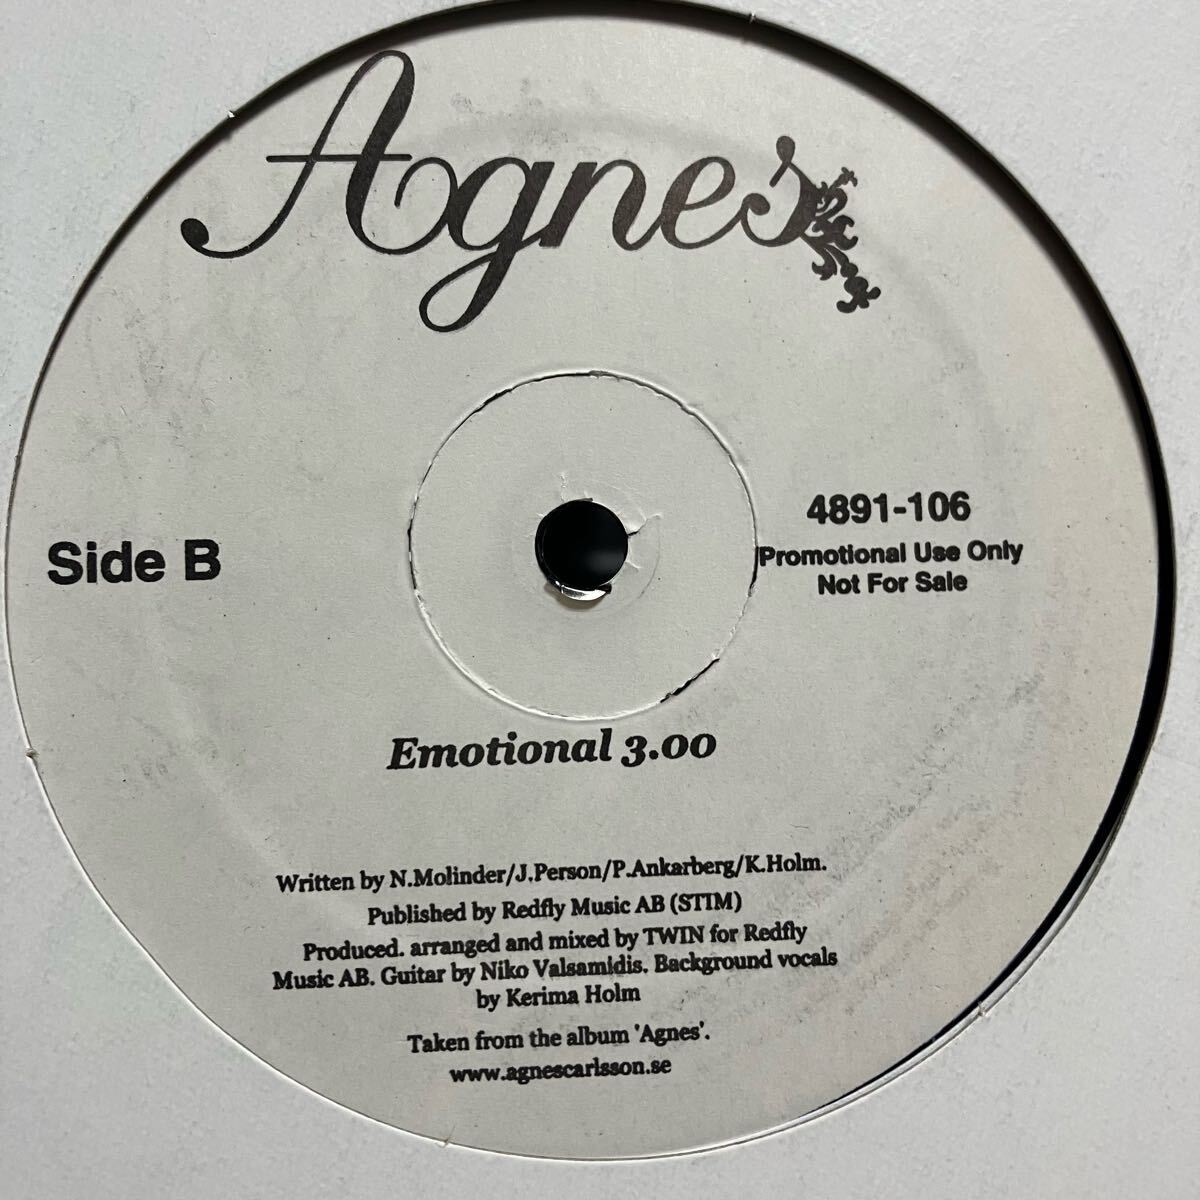 Agnes
Side B
4891-106
Promotional Use Only
Not For Sale
Emotional 3.00
Written by N.Molinder/J.Person/P.Ankarberg/K.Holm.
Published by Redfly Music AB (STIM)
Produced. arranged and mixed by TWIN for Redfly
Music AB. Guitar by Niko Valsamidis. Background vocals
by Kerima Holm
Taken from the album 'Agnes'.
www.agnescarlsson.se